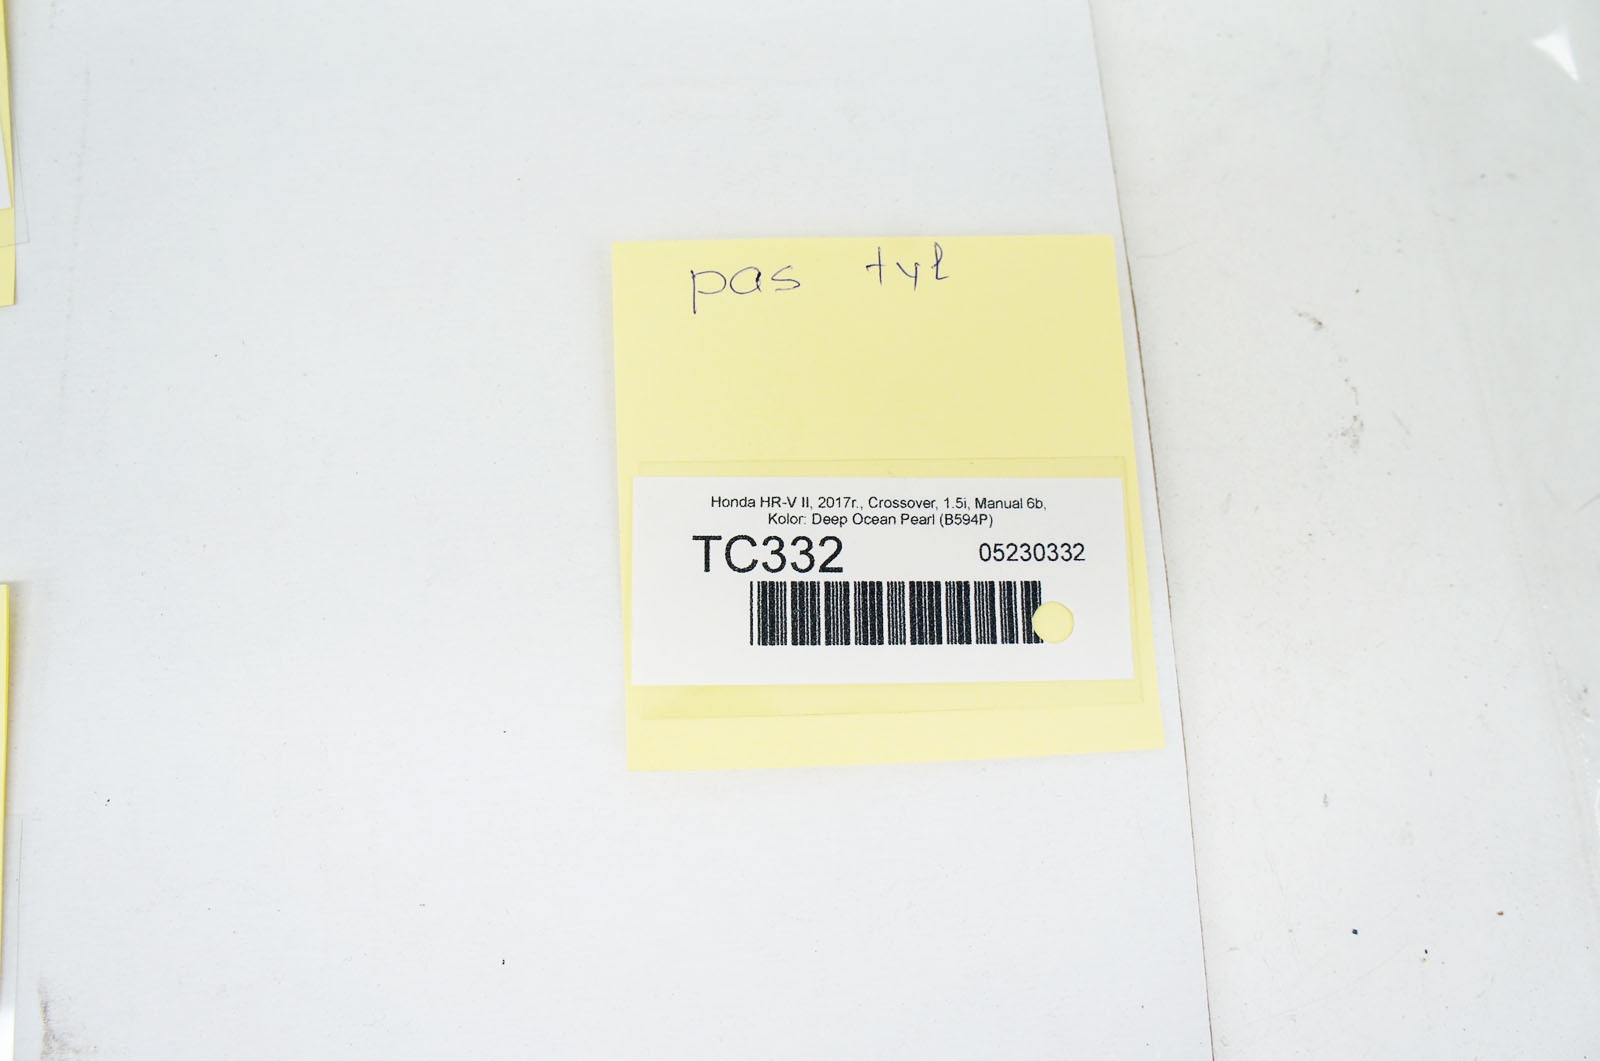 pas tył
Honda HR-V II, 2017r., Crossover, 1.5i, Manual 6b,
Kolor: Deep Ocean Pearl (B594P)
TC332 05230332